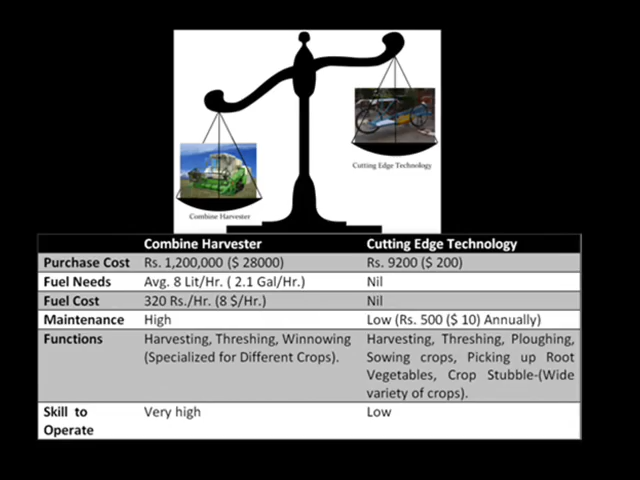 Cutting Edge Technology
Combine Harvester
Combine Harvester Cutting Edge Technology
Purchase Cost Rs. 1,200,000 ($ 28000) Rs. 9200 ($ 200)
Fuel Needs Avg. 8 Lit/Hr. ( 2.1 Gal/Hr.) Nil
Fuel Cost 320 Rs./Hr. (8 $/Hr.) Nil
Maintenance High Low (Rs. 500 ($ 10) Annually)
Functions Harvesting, Threshing, Winnowing Harvesting, Threshing, Ploughing,
(Specialized for Different Crops). Sowing crops, Picking up Root
Vegetables, Crop Stubble-(Wide
variety of crops).
Skill to Very high Low
Operate